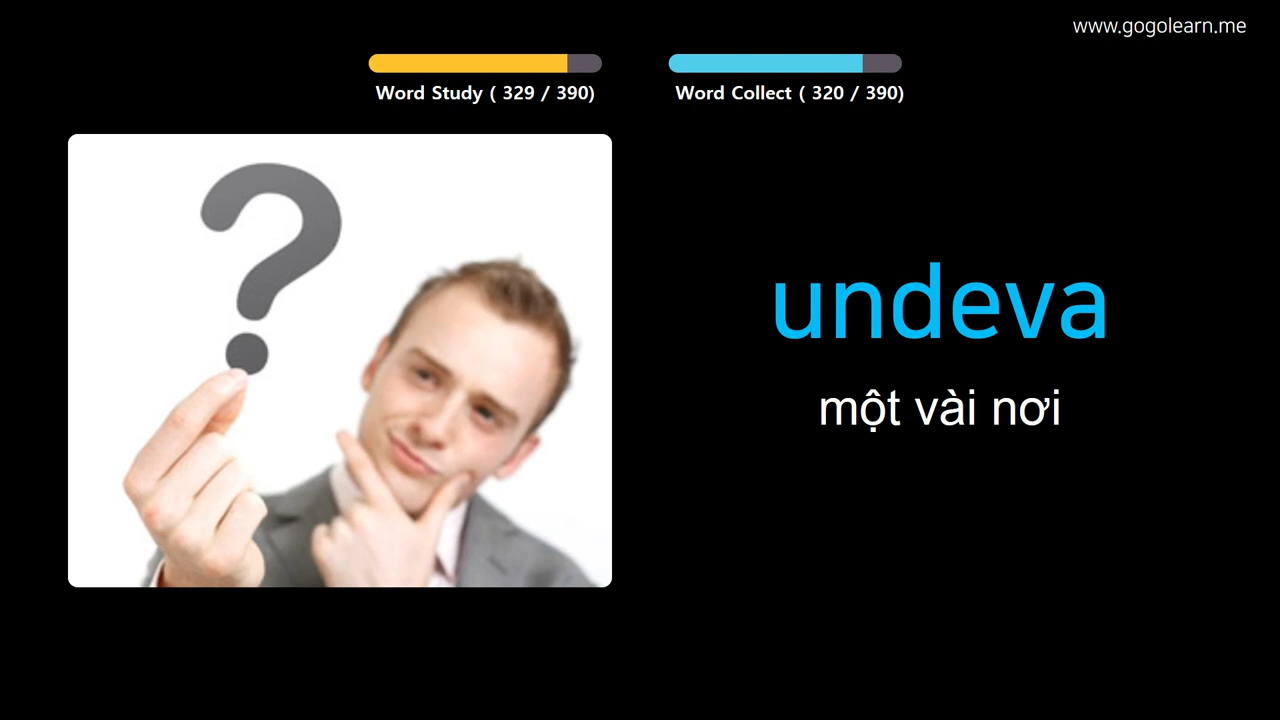 www.gogolearn.me
Word Study ( 329 / 390)
Word Collect ( 320 / 390)
?
undeva
một vài nơi